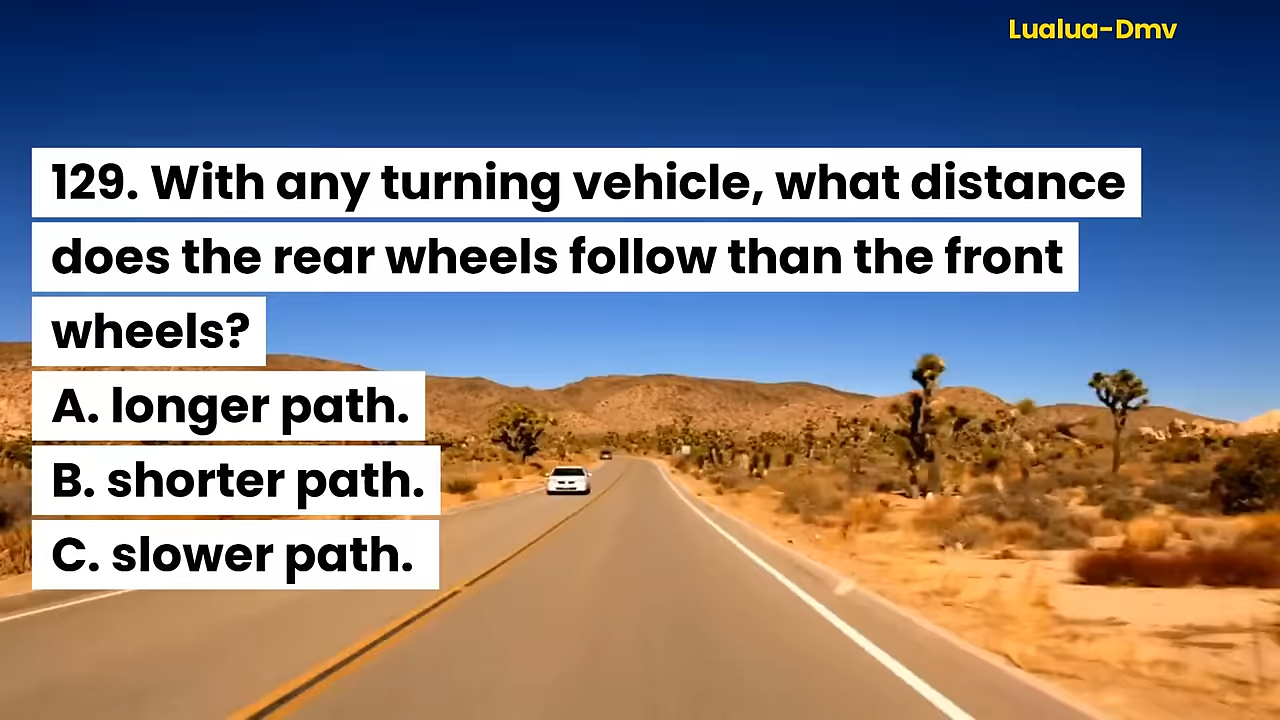 Lualua-Dmv
129. With any turning vehicle, what distance
does the rear wheels follow than the front
wheels?
A. longer path.
B. shorter path.
C. slower path.